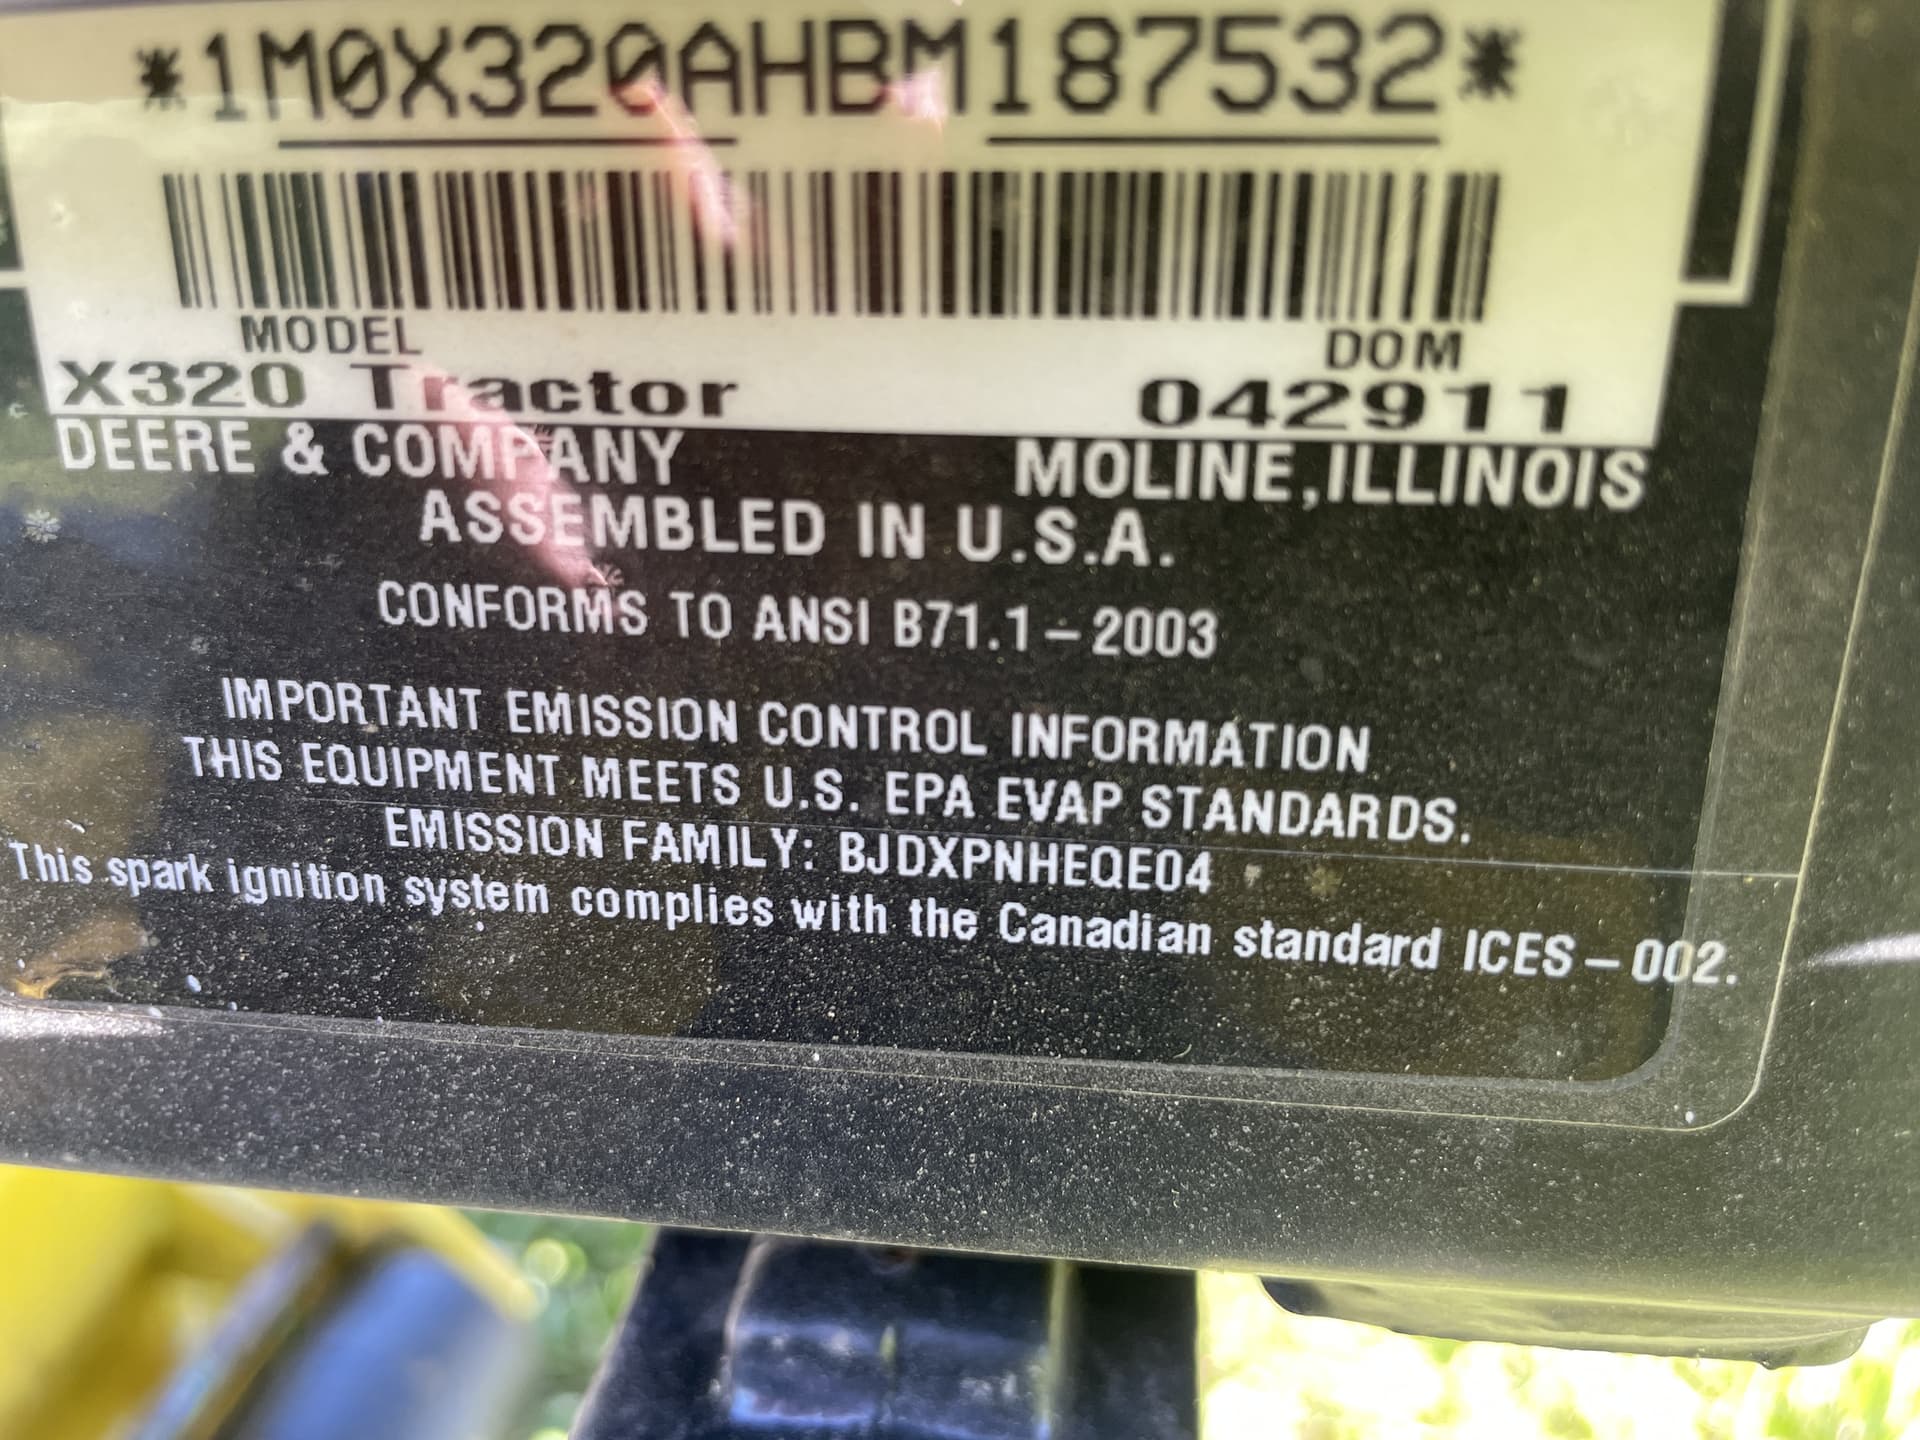 *1M0X320AHBM187532*
MODEL DOM
X320 Tractor 042911
DEERE & COMPANY MOLINE, ILLINOIS
ASSEMBLED IN U.S.A.
CONFORMS TO ANSI B71.1-2003
IMPORTANT EMISSION CONTROL INFORMATION
THIS EQUIPMENT MEETS U.S. EPA EVAP STANDARDS.
EMISSION FAMILY: BJDXPNHEQE04
This spark ignition system complies with the Canadian standard ICES-002.